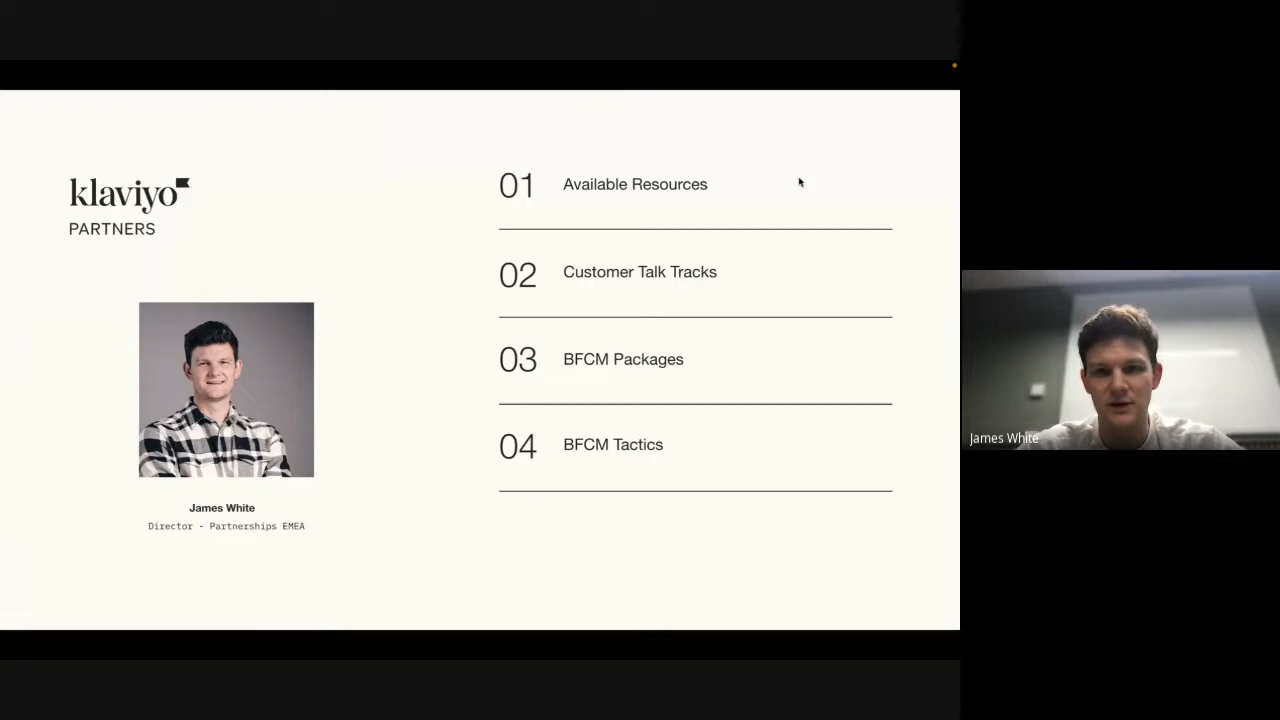 klaviyo
PARTNERS
James White
Director - Partnerships EMEA
01 Available Resources
02 Customer Talk Tracks
03 BFCM Packages
04 BFCM Tactics
James White